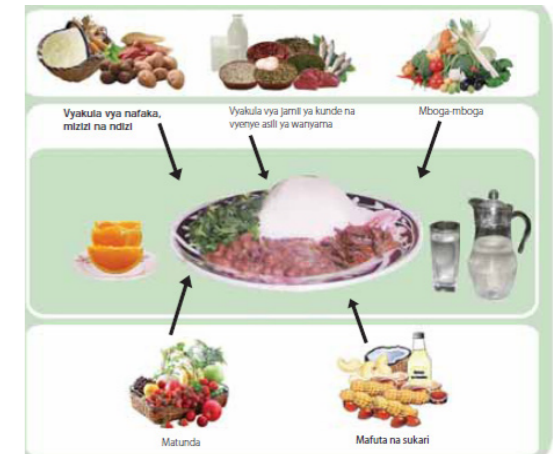 Vyakula vya nafaka,
mizizi na ndizi
Vyakula vya jamii ya kunde na
vyenye asili ya wanyama
Mboga-mboga
Matunda
Mafuta na sukari